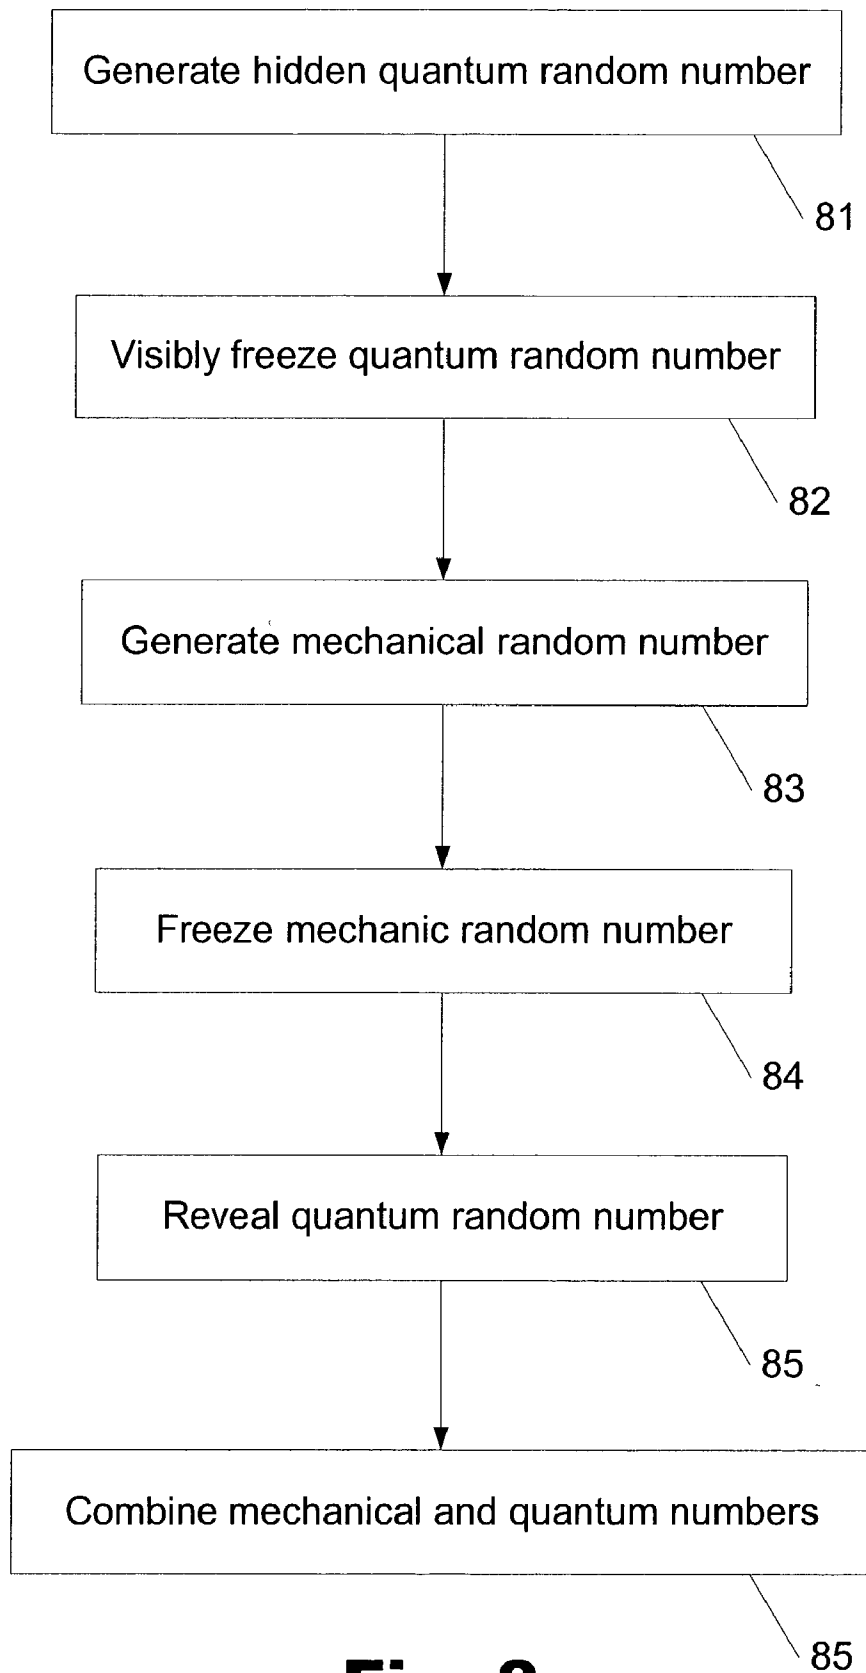 Generate hidden quantum random number
81
Visibly freeze quantum random number
82
Generate mechanical random number
83
Freeze mechanic random number
84
Reveal quantum random number
85
Combine mechanical and quantum numbers
85